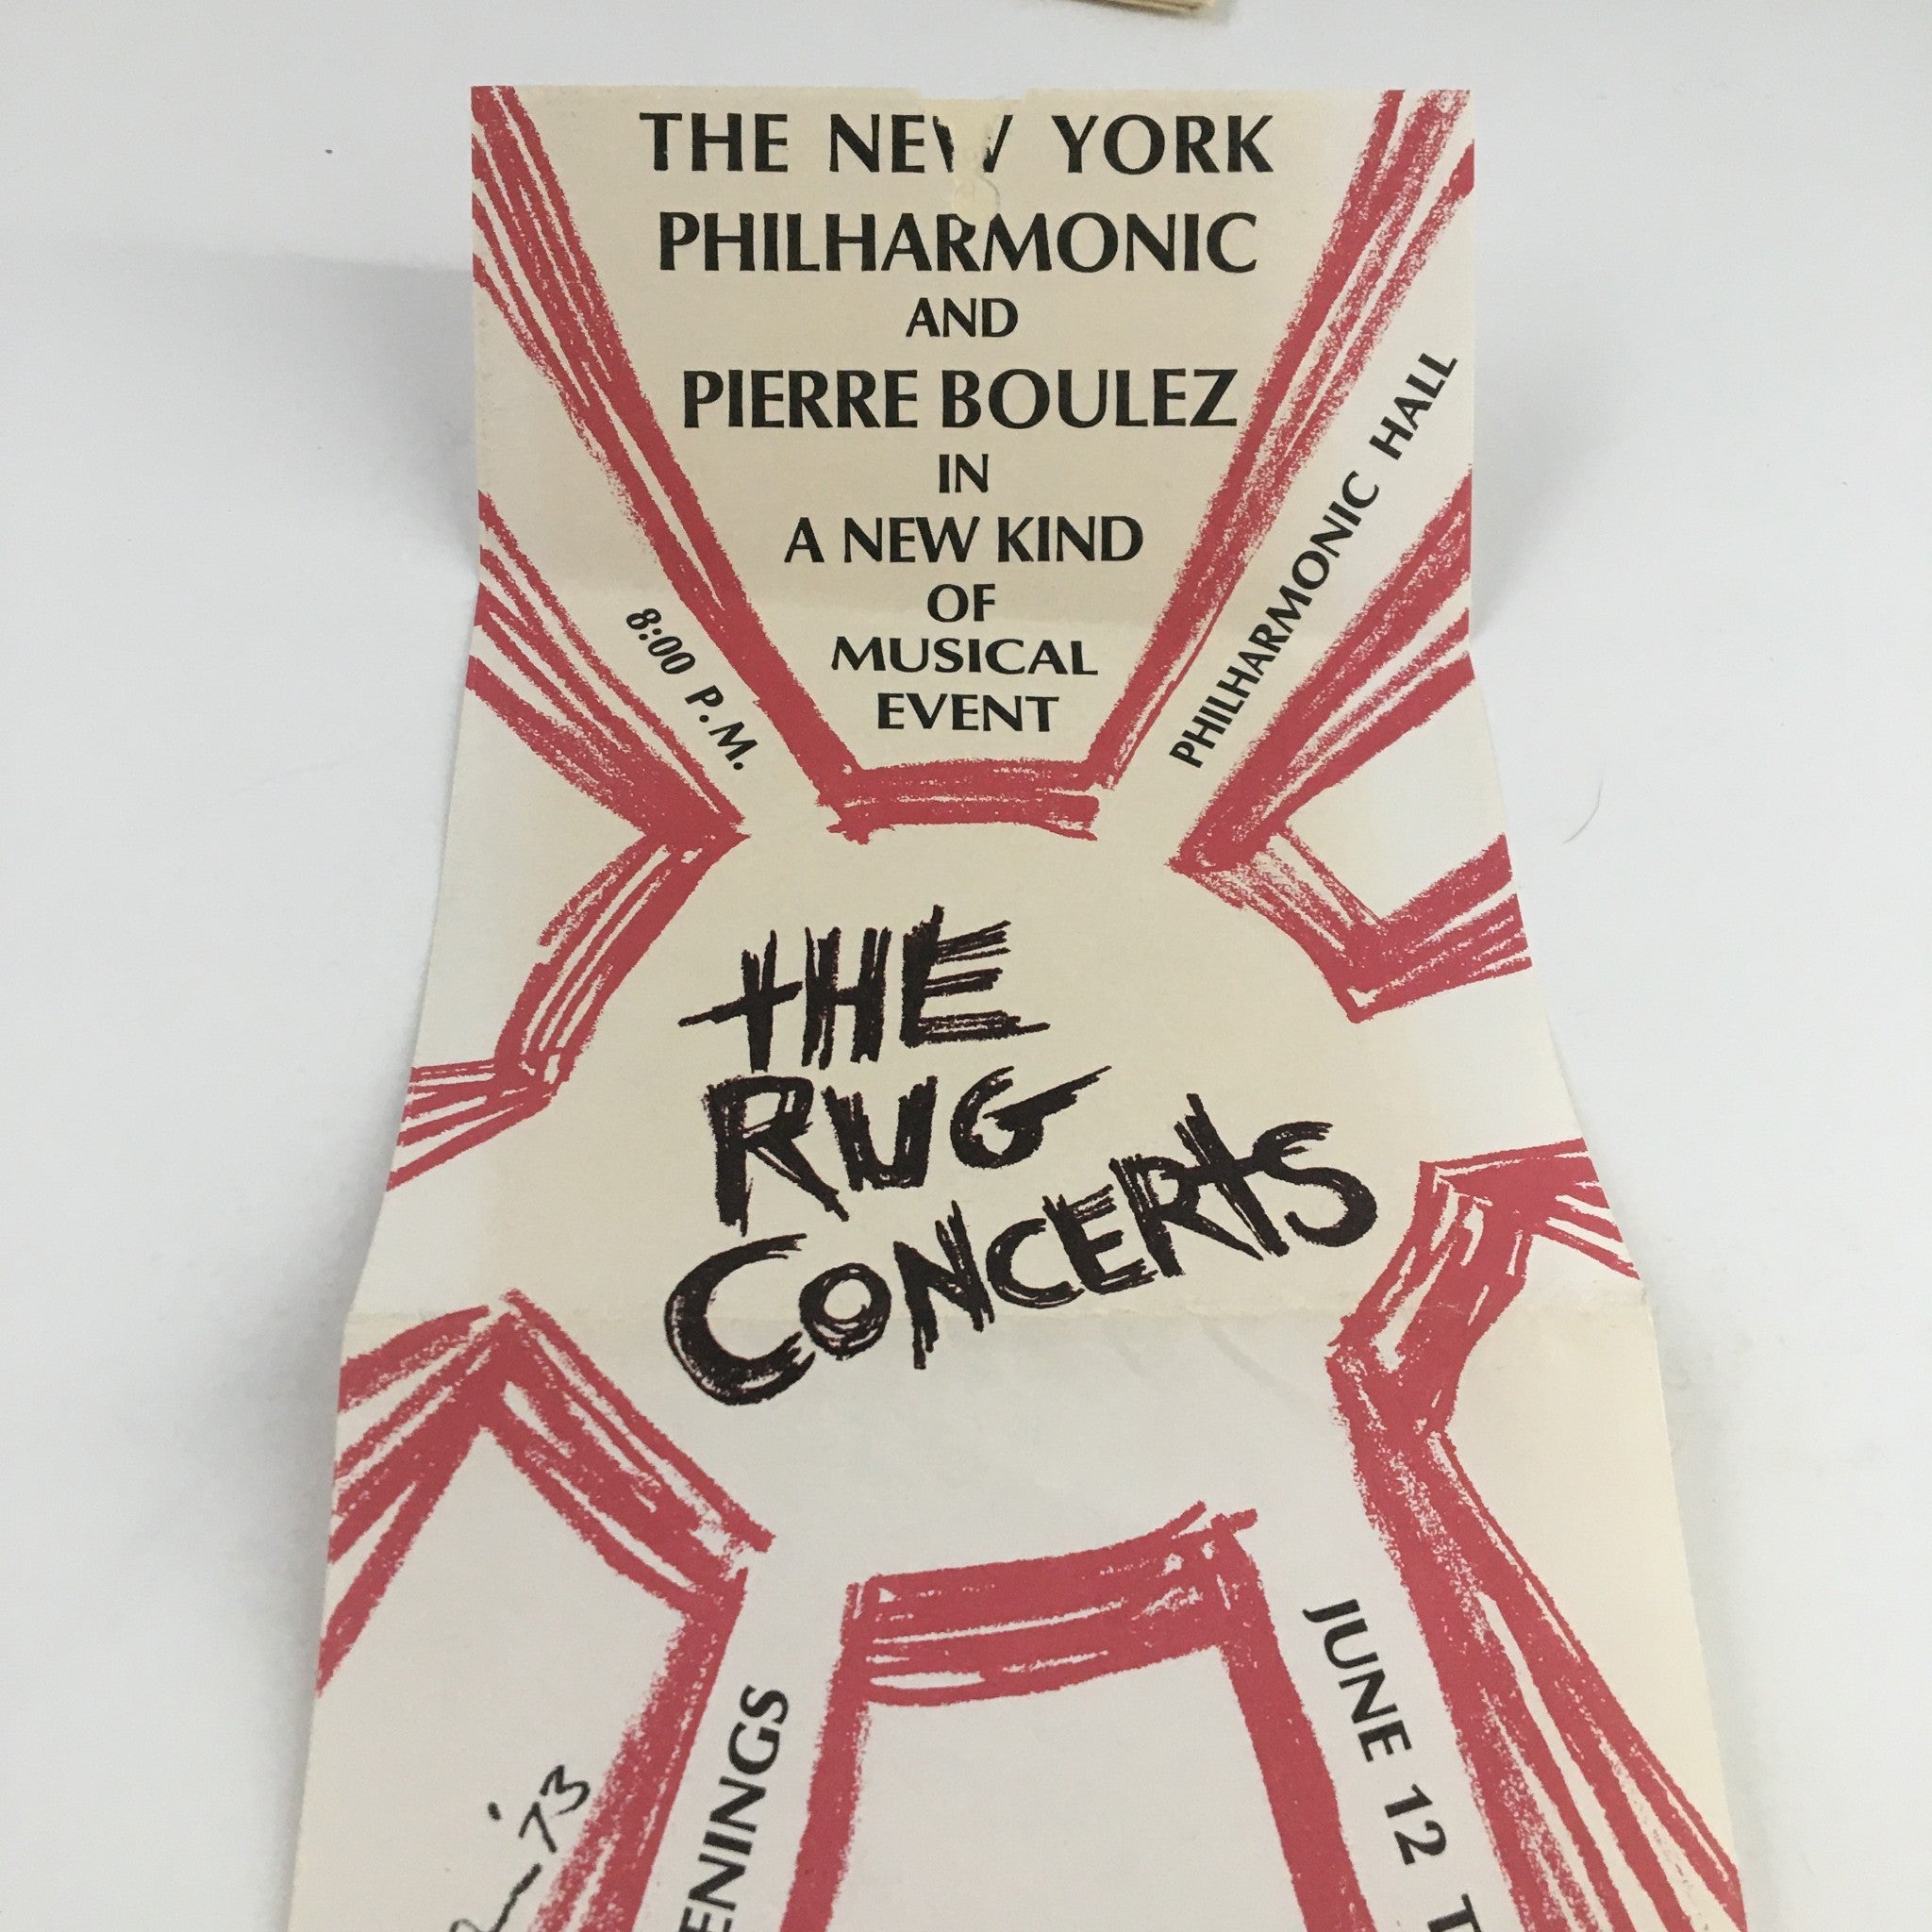 THE NEW YORK
PHILHARMONIC
AND
PIERRE BOULEZ
IN
A NEW KIND
OF
MUSICAL
EVENT
8:00 P.M.
PHILHARMONIC HALL
THE
RUG
CONCERTS
JUNE 12 T
ENINGS
'73